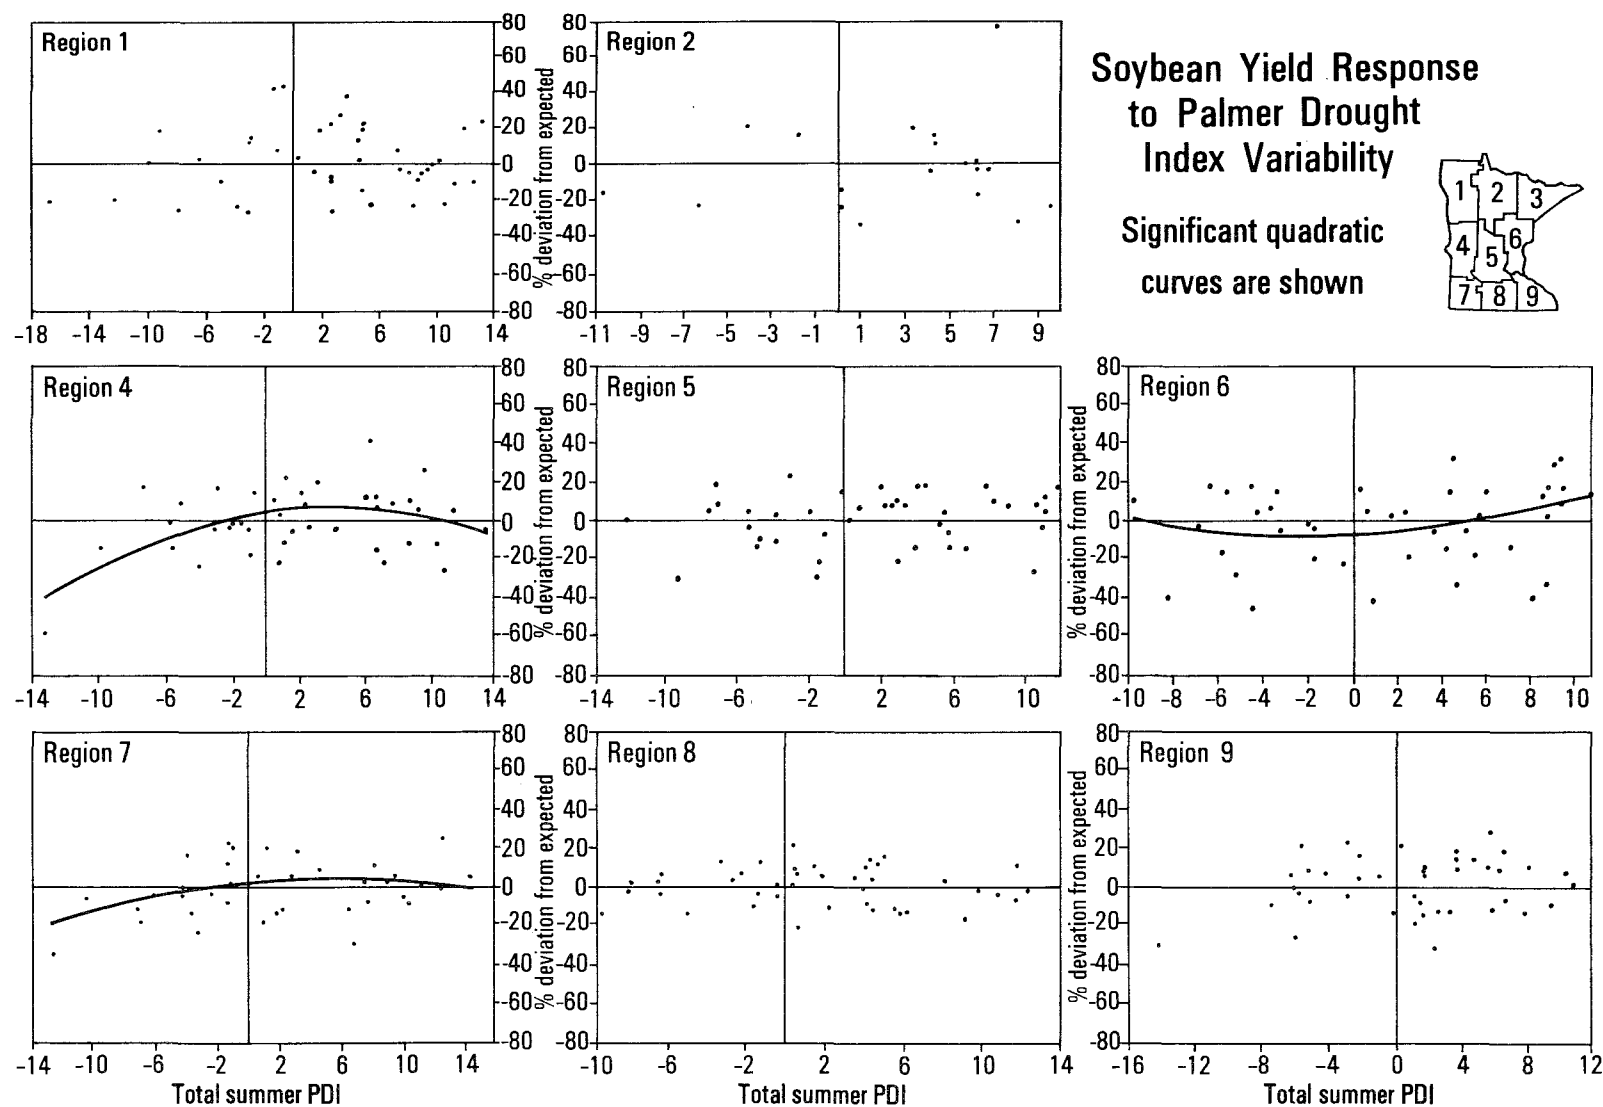 Region 1
80
60
40
20
0
-20
-40
-60
-80
-18 -14 -10 -6 -2 2 6 10 14
% deviation from expected
Region 2
80
60
40
20
0
-20
-40
-60
-80
-11 -9 -7 -5 -3 -1 1 3 5 7 9
Soybean Yield Response
to Palmer Drought
Index Variability
Significant quadratic
curves are shown
1 2 3
4 5 6
7 8 9
Region 4
80
60
40
20
0
-20
-40
-60
-80
-14 -10 -6 -2 2 6 10 14
% deviation from expected
Region 5
80
60
40
20
0
-20
-40
-60
-80
-14 -10 -6 -2 2 6 10
% deviation from expected
Region 6
80
60
40
20
0
-20
-40
-60
-80
-10 -8 -6 -4 -2 0 2 4 6 8 10
Region 7
80
60
40
20
0
-20
-40
-60
-80
-14 -10 -6 -2 2 6 10 14
Total summer PDI
% deviation from expected
Region 8
80
60
40
20
0
-20
-40
-60
-80
-10 -6 -2 2 6 10 14
Total summer PDI
% deviation from expected
Region 9
80
60
40
20
0
-20
-40
-60
-80
-16 -12 -8 -4 0 4 8 12
Total summer PDI